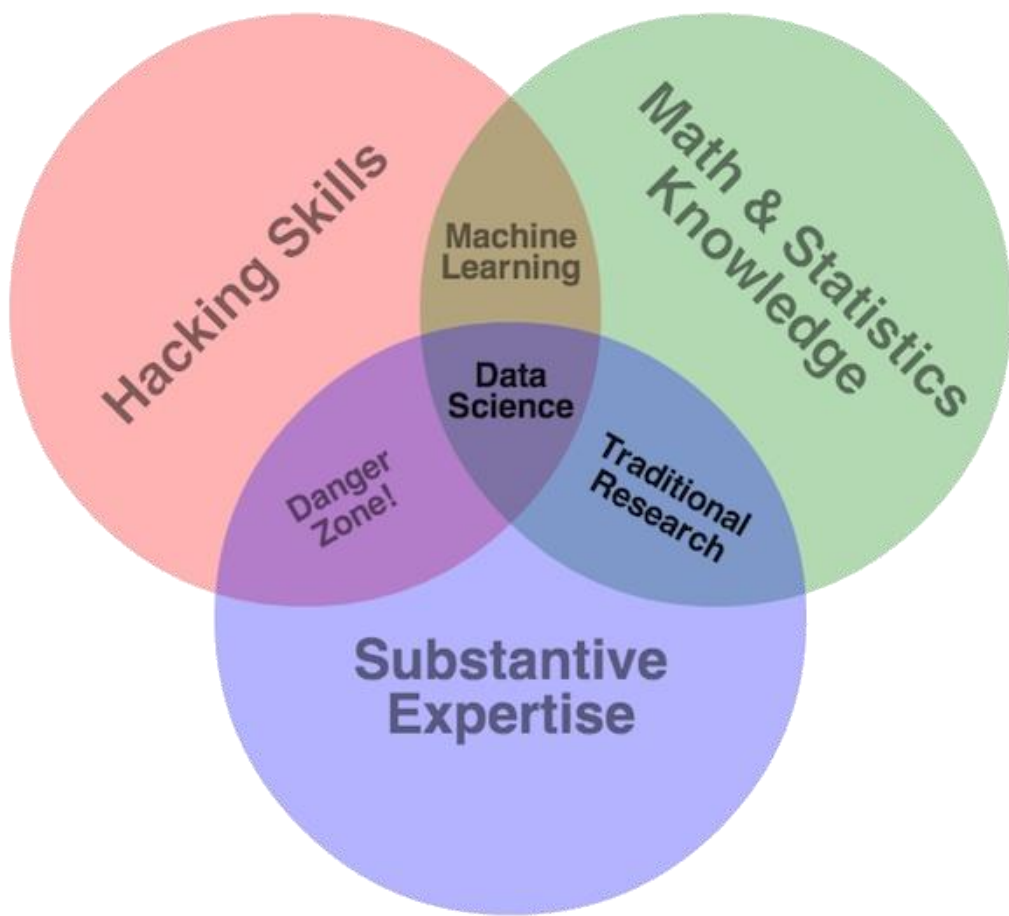 Hacking Skills
Math & Statistics
Knowledge
Machine
Learning
Data
Science
Danger
Zone!
Traditional
Research
Substantive
Expertise